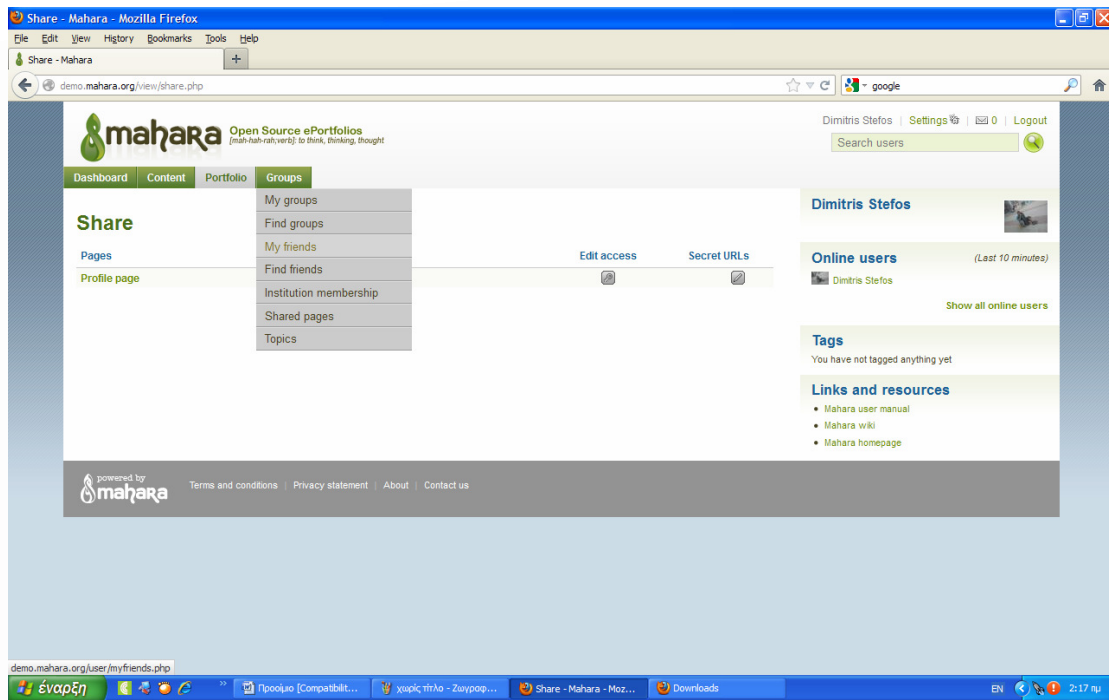 Share - Mahara - Mozilla Firefox
File Edit View History Bookmarks Tools Help
Share - Mahara +
demo.mahara.org/view/share.php google
mahara Open Source ePortfolios
[mah-hah-rah;verb]: to think, thinking, thought
Dimitris Stefos | Settings | 0 | Logout
Search users
Dashboard Content Portfolio Groups
My groups
Find groups
My friends
Find friends
Institution membership
Shared pages
Topics
Share
Pages Edit access Secret URLs
Profile page
Dimitris Stefos
Online users (Last 10 minutes)
Dimitris Stefos
Show all online users
Tags
You have not tagged anything yet
Links and resources
Mahara user manual
Mahara wiki
Mahara homepage
powered by
mahara
Terms and conditions | Privacy statement | About | Contact us
demo.mahara.org/user/myfriends.php
έναρξη » Προοίμιο [Compatibilit... χωρίς τίτλο - Ζωγραφ... Share - Mahara - Moz... Downloads EN 2:17 πμ